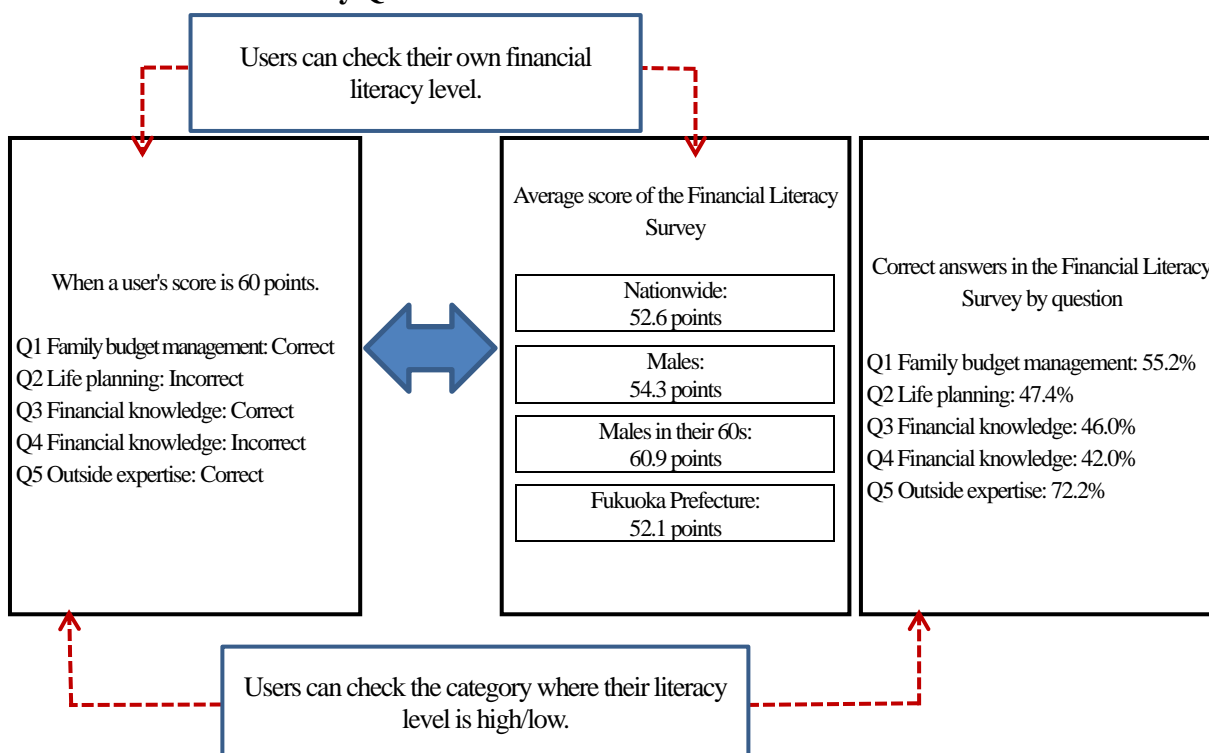 Users can check their own financial
literacy level.
When a user's score is 60 points.
Q1 Family budget management: Correct
Q2 Life planning: Incorrect
Q3 Financial knowledge: Correct
Q4 Financial knowledge: Incorrect
Q5 Outside expertise: Correct
Average score of the Financial Literacy
Survey
Nationwide:
52.6 points
Males:
54.3 points
Males in their 60s:
60.9 points
Fukuoka Prefecture:
52.1 points
Correct answers in the Financial Literacy
Survey by question
Q1 Family budget management: 55.2%
Q2 Life planning: 47.4%
Q3 Financial knowledge: 46.0%
Q4 Financial knowledge: 42.0%
Q5 Outside expertise: 72.2%
Users can check the category where their literacy
level is high/low.